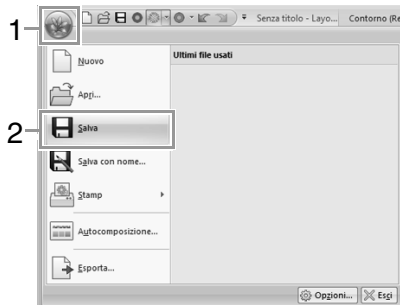 1
Senza titolo - Layo... Contorno (Re
Nuovo
Ultimi file usati
Apri...
2
Salva
Salva con nome...
Stamp
Autocomposizione...
Esporta...
Opzioni... Esci